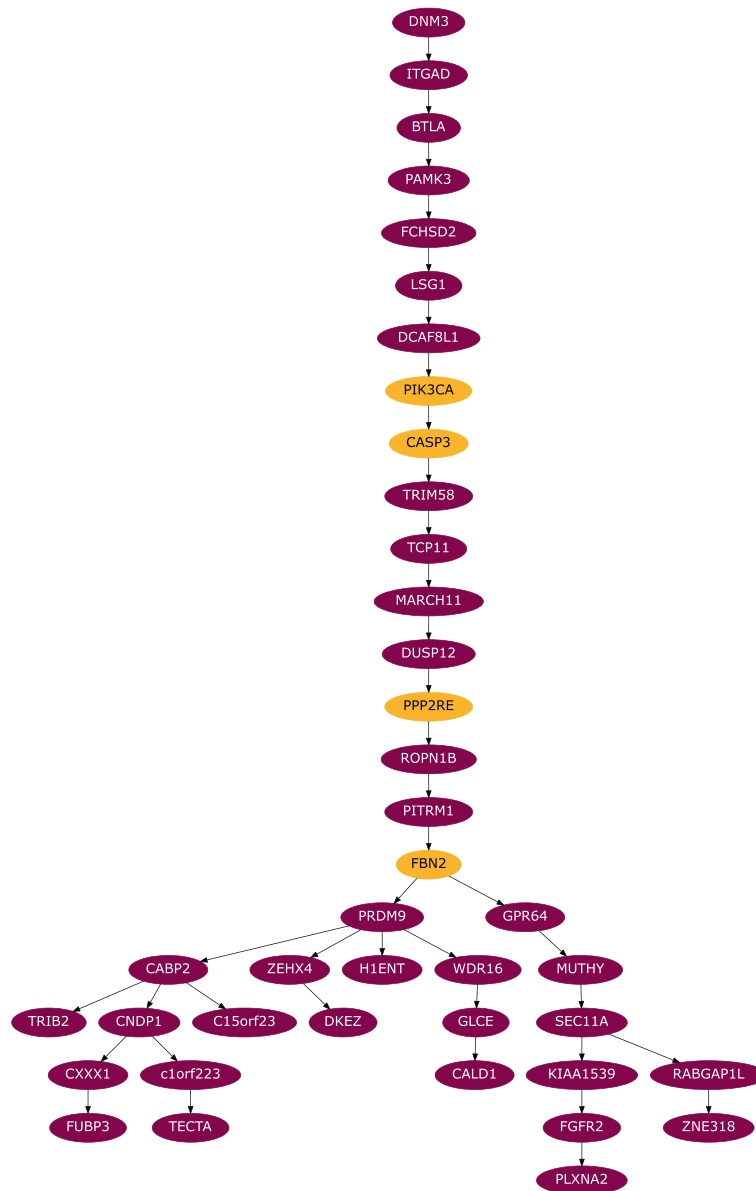 DNM3
ITGAD
BTLA
PAMK3
FCHSD2
LSG1
DCAF8L1
PIK3CA
CASP3
TRIM58
TCP11
MARCH11
DUSP12
PPP2RE
ROPN1B
PITRM1
FBN2
PRDM9 GPR64
CABP2 ZEHX4 H1ENT WDR16 MUTHY
TRIB2 CNDP1 C15orf23 DKEZ GLCE SEC11A
CXXX1 c1orf223 CALD1 KIAA1539 RABGAP1L
FUBP3 TECTA FGFR2 ZNE318
PLXNA2